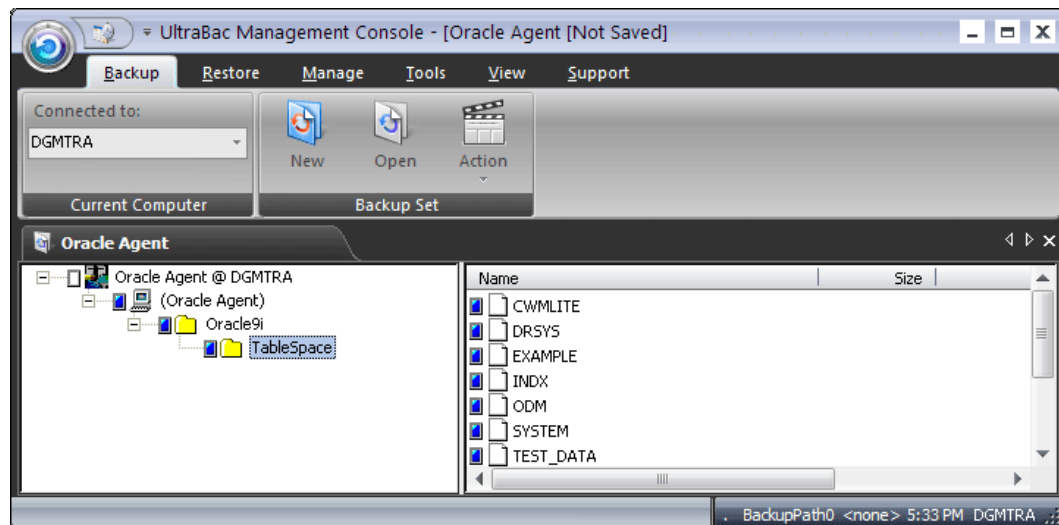 UltraBac Management Console - [Oracle Agent [Not Saved]
Backup Restore Manage Tools View Support
Connected to:
DGMTRA
New Open Action
Current Computer Backup Set
Oracle Agent
Oracle Agent @ DGMTRA
(Oracle Agent)
Oracle9i
TableSpace
Name Size
CWMLITE
DRSYS
EXAMPLE
INDX
ODM
SYSTEM
TEST_DATA
. BackupPath0 <none> 5:33 PM DGMTRA